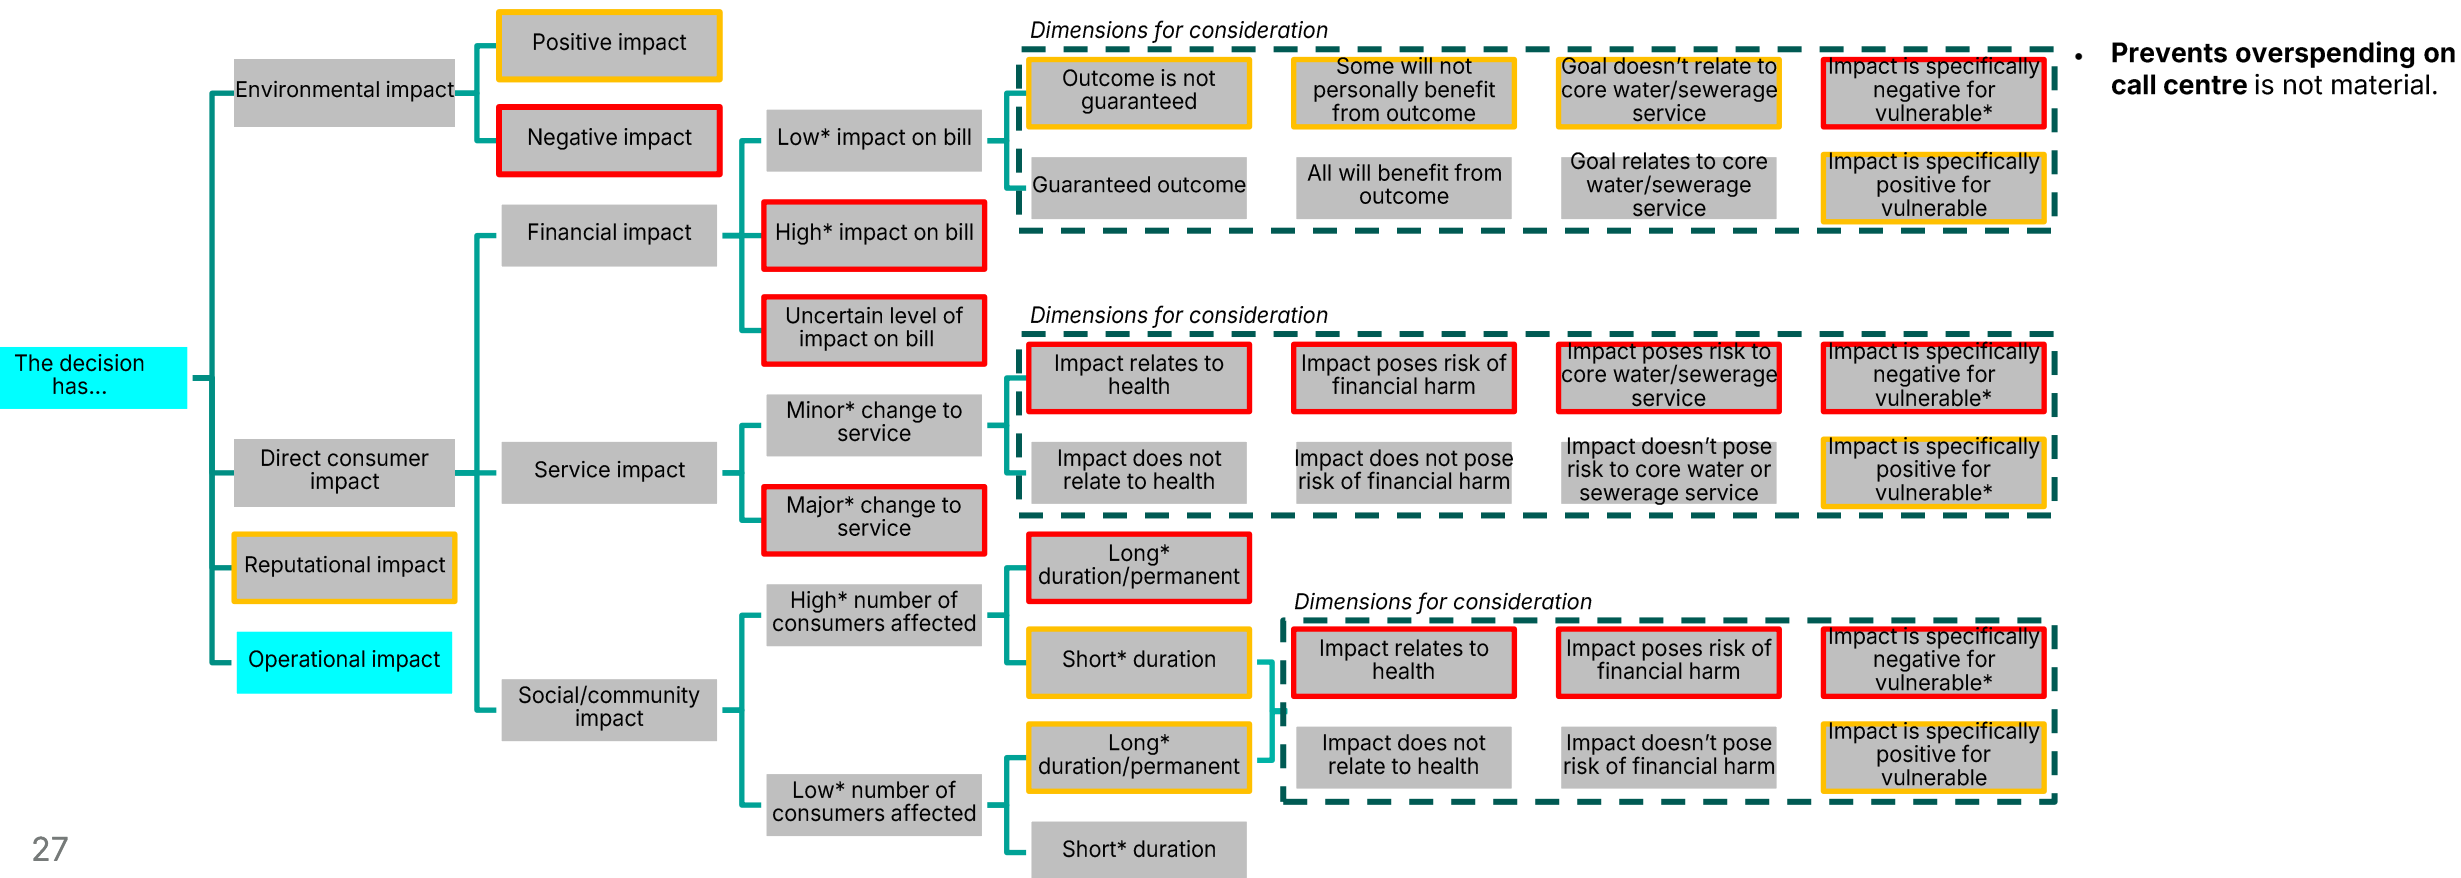 The decision
has...
Environmental impact
Direct consumer
impact
Reputational impact
Operational impact
Positive impact
Negative impact
Financial impact
Service impact
Social/community
impact
Low* impact on bill
High* impact on bill
Uncertain level of
impact on bill
Minor* change to
service
Major* change to
service
High* number of
consumers affected
Low* number of
consumers affected
Dimensions for consideration
Outcome is not
guaranteed
Some will not
personally benefit
from outcome
Goal doesn’t relate to
core water/sewerage
service
Impact is specifically
negative for
vulnerable*
Guaranteed outcome
All will benefit from
outcome
Goal relates to core
water/sewerage
service
Impact is specifically
positive for
vulnerable
Dimensions for consideration
Impact relates to
health
Impact poses risk of
financial harm
Impact poses risk to
core water/sewerage
service
Impact is specifically
negative for
vulnerable*
Impact does not
relate to health
Impact does not pose
risk of financial harm
Impact doesn’t pose
risk to core water or
sewerage service
Impact is specifically
positive for
vulnerable*
Long*
duration/permanent
Short* duration
Long*
duration/permanent
Short* duration
Dimensions for consideration
Impact relates to
health
Impact poses risk of
financial harm
Impact is specifically
negative for
vulnerable*
Impact does not
relate to health
Impact doesn’t pose
risk of financial harm
Impact is specifically
positive for
vulnerable
• Prevents overspending on
call centre is not material.
27